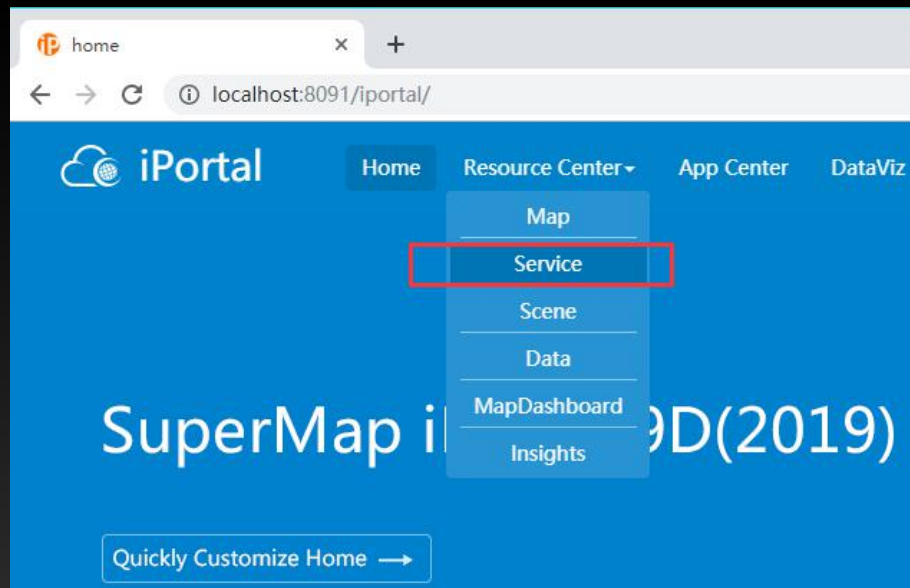 home
localhost:8091/iportal/
iPortal Home Resource Center App Center DataViz
Map
Service
Scene
Data
MapDashboard
Insights
SuperMap 9D(2019)
Quickly Customize Home